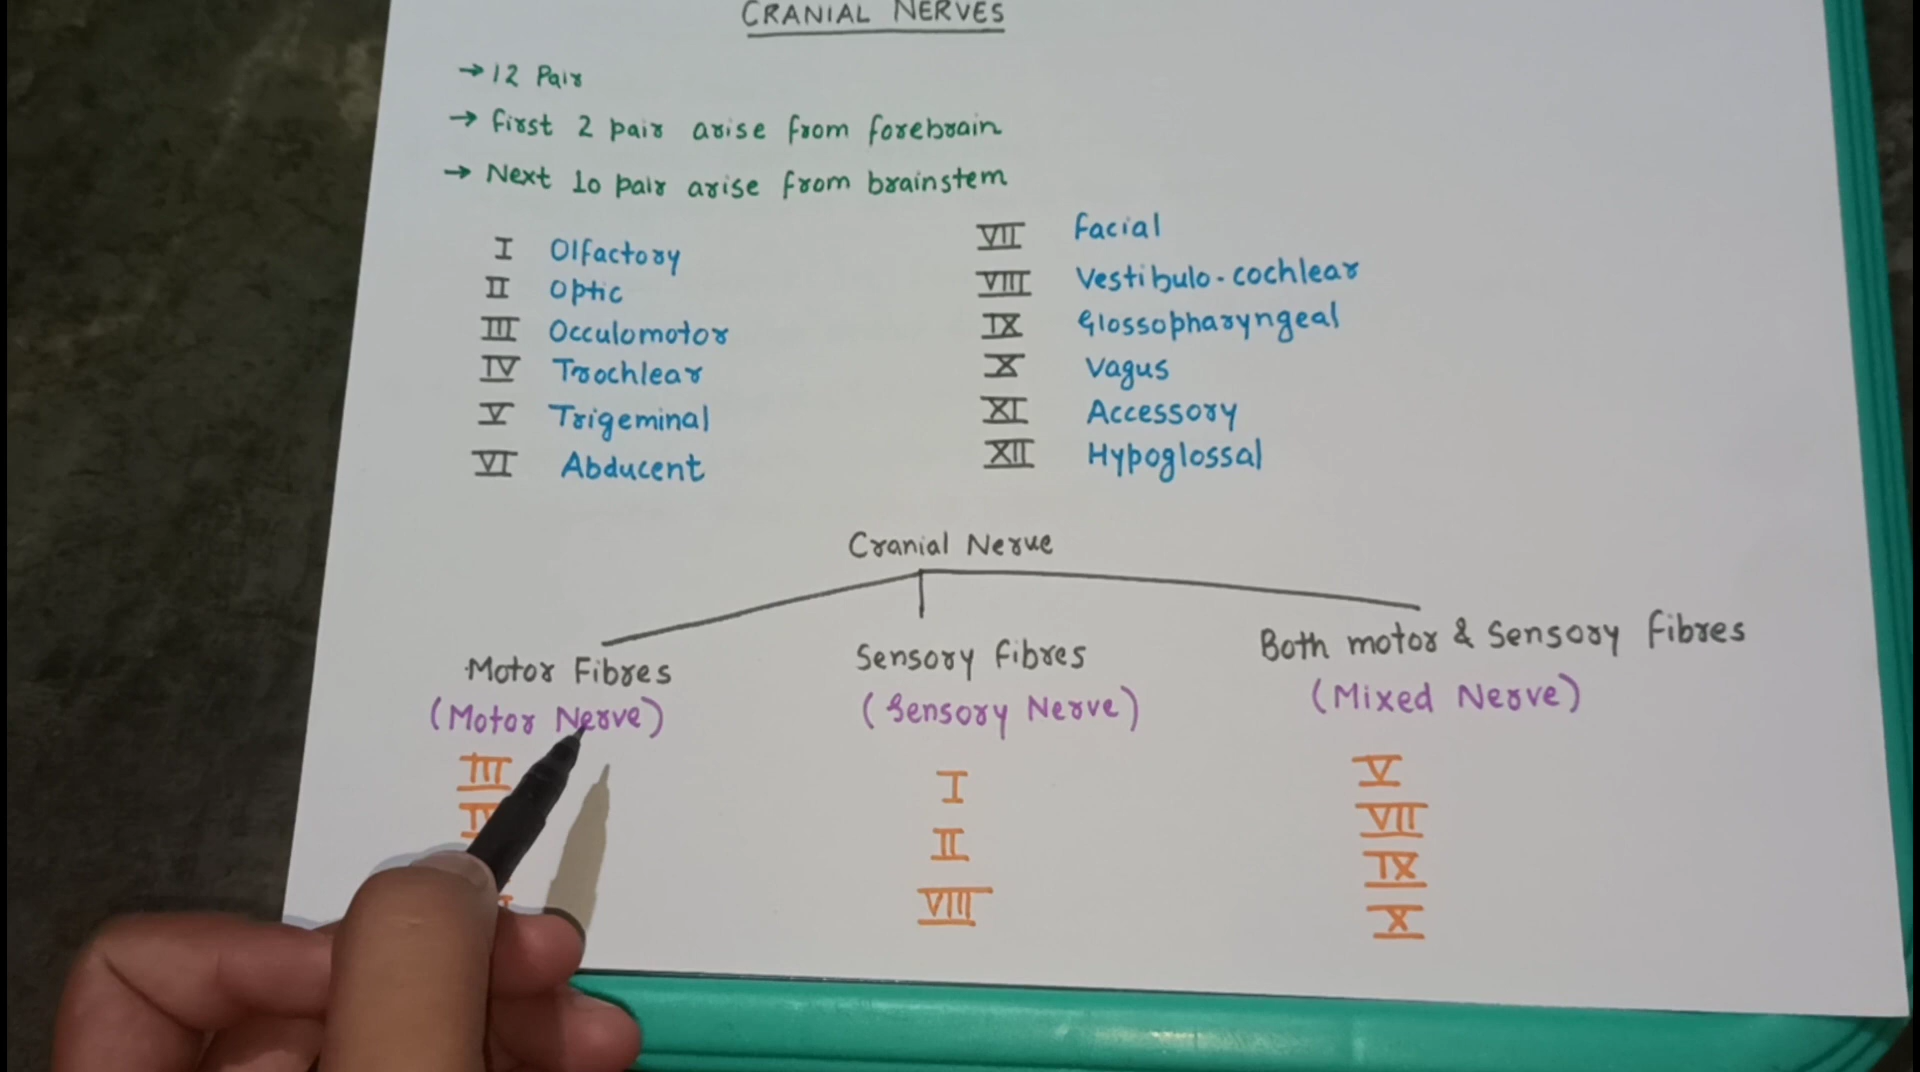 CRANIAL NERVES
→ 12 Pair
→ First 2 pair arise from forebrain
→ Next 10 pair arise from brainstem
I Olfactory
II Optic
III Occulomotor
IV Trochlear
V Trigeminal
VI Abducent
VII Facial
VIII Vestibulo-cochlear
IX Glossopharyngeal
X Vagus
XI Accessory
XII Hypoglossal
Cranial Nerve
Motor Fibres
(Motor Nerve)
III
Sensory fibres
(Sensory Nerve)
I
II
VIII
Both motor & Sensory Fibres
(Mixed Nerve)
V
VII
IX
X